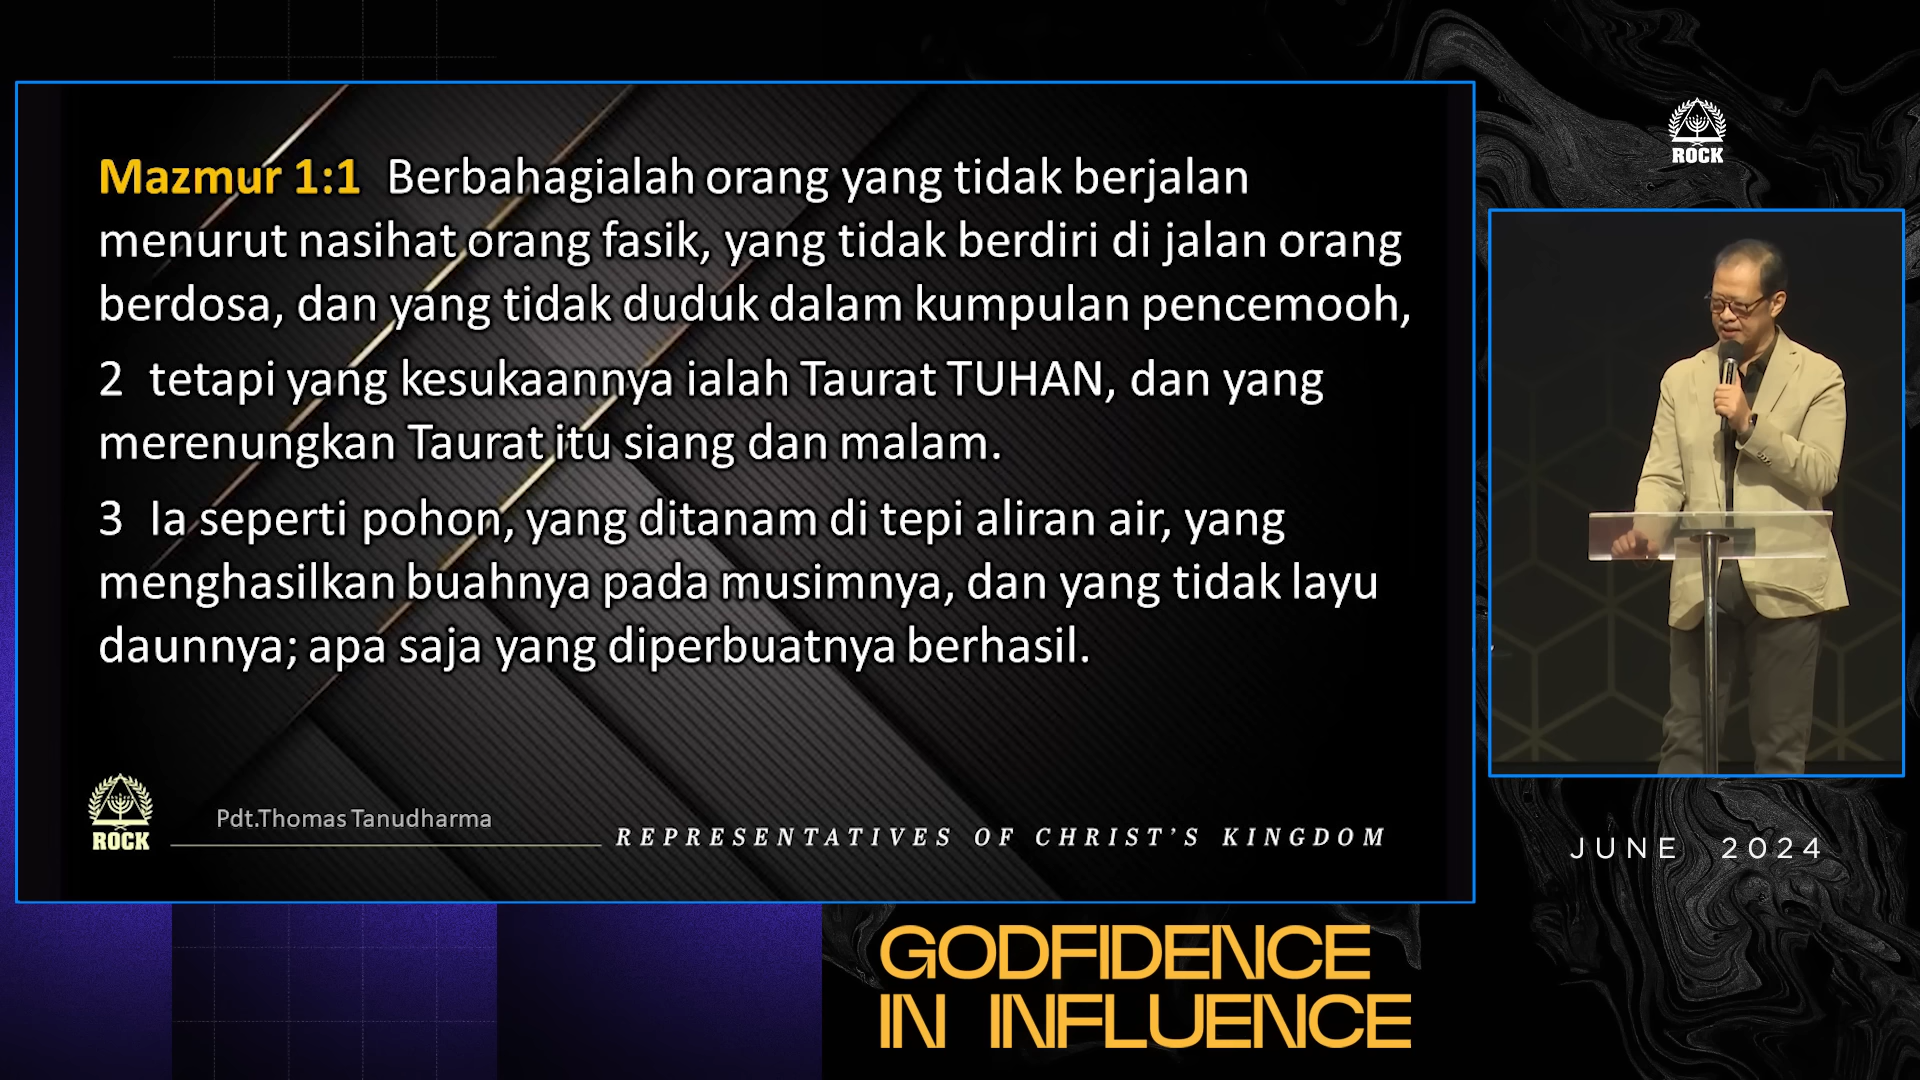 Mazmur 1:1 Berbahagialah orang yang tidak berjalan
menurut nasihat orang fasik, yang tidak berdiri di jalan orang
berdosa, dan yang tidak duduk dalam kumpulan pencemooh,
2 tetapi yang kesukaannya ialah Taurat TUHAN, dan yang
merenungkan Taurat itu siang dan malam.
3 Ia seperti pohon, yang ditanam di tepi aliran air, yang
menghasilkan buahnya pada musimnya, dan yang tidak layu
daunnya; apa saja yang diperbuatnya berhasil.
ROCK
Pdt.Thomas Tanudharma
REPRESENTATIVES OF CHRIST'S KINGDOM
ROCK
JUNE 2024
GODFIDENCE
IN INFLUENCE